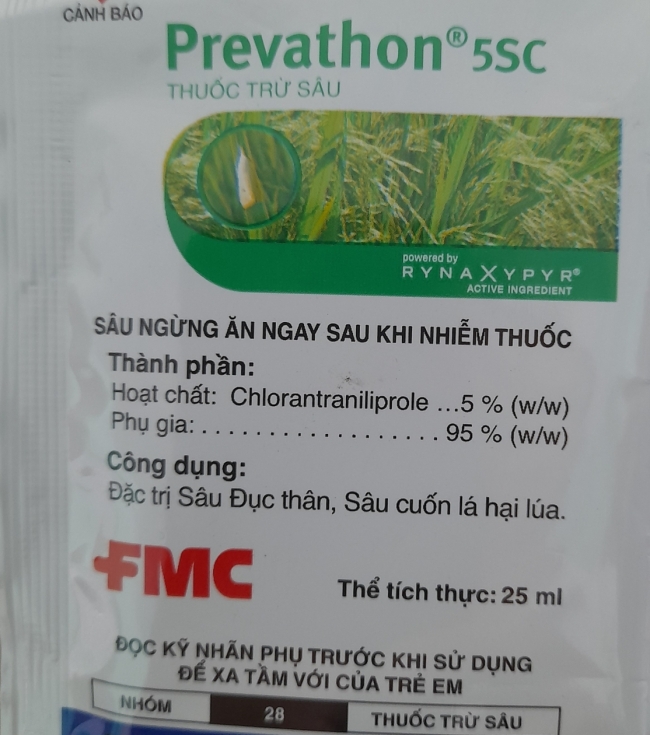 CẢNH BÁO
Prevathon® 5SC
THUỐC TRỪ SÂU
powered by
RYNAXYPYR®
ACTIVE INGREDIENT
SÂU NGỪNG ĂN NGAY SAU KHI NHIỄM THUỐC
Thành phần:
Hoạt chất: Chlorantraniliprole ...5 % (w/w)
Phụ gia: . . . . . . . . . . . . . . . . . . 95 % (w/w)
Công dụng:
Đặc trị Sâu Đục thân, Sâu cuốn lá hại lúa.
FMC
Thể tích thực: 25 ml
ĐỌC KỸ NHÃN PHỤ TRƯỚC KHI SỬ DỤNG
ĐỂ XA TẦM VỚI CỦA TRẺ EM
NHÓM 28 THUỐC TRỪ SÂU